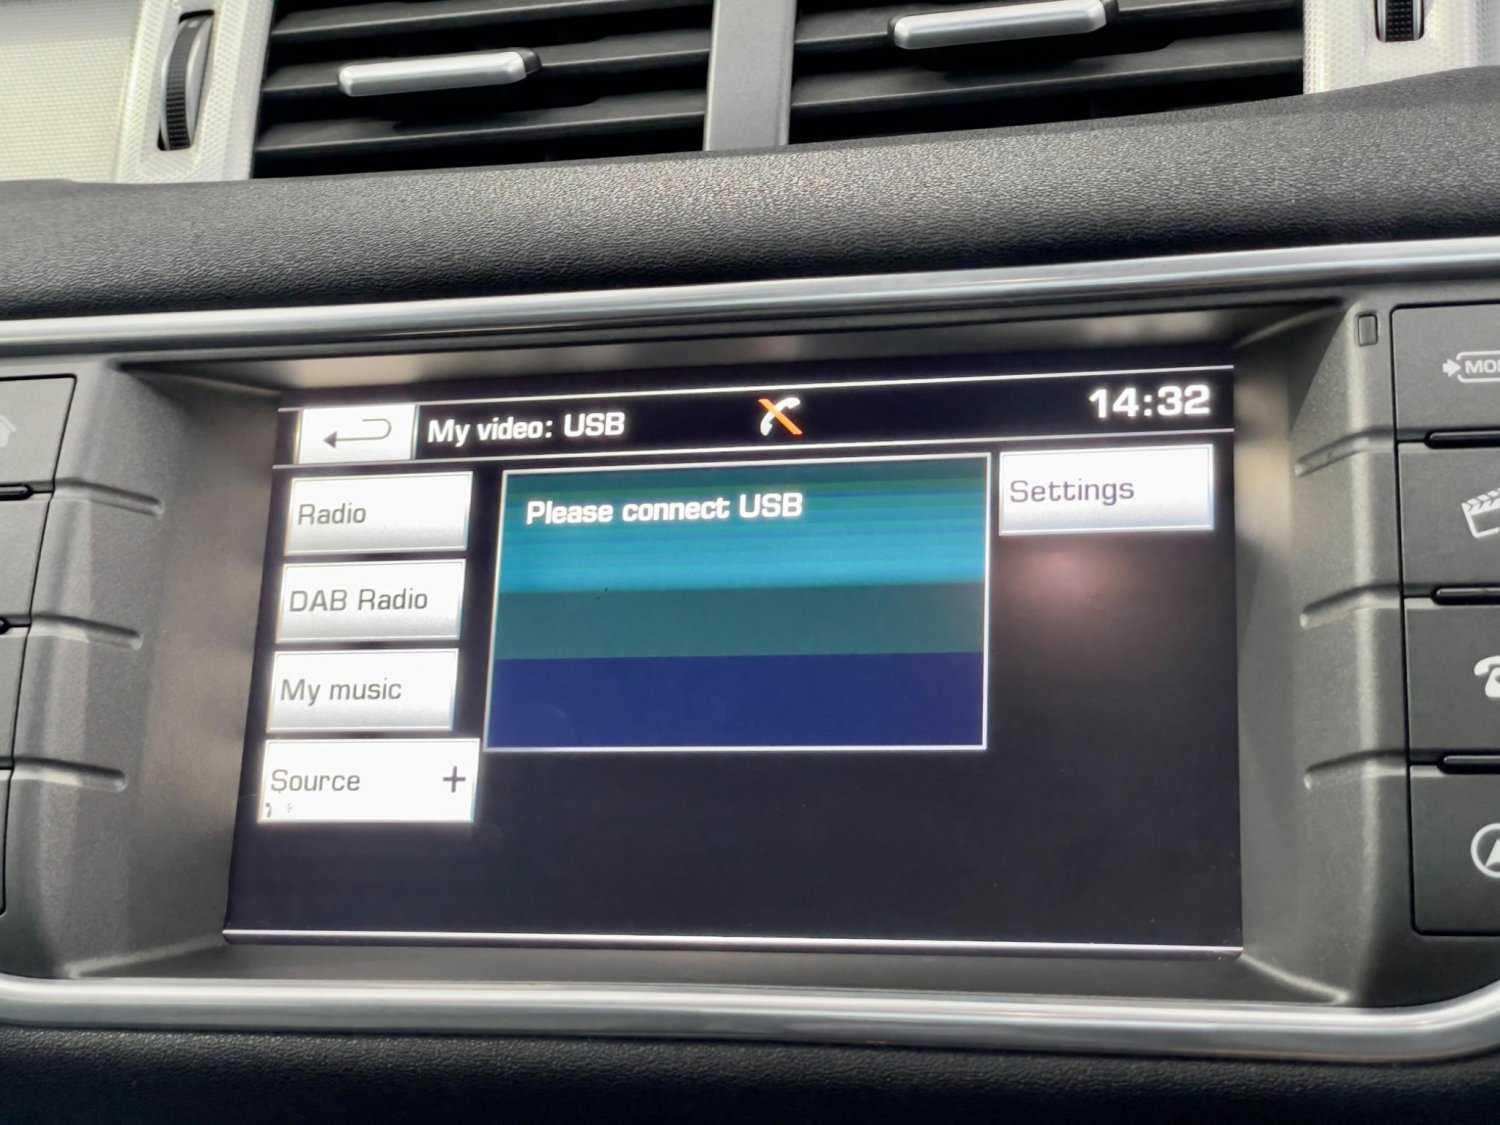 My video: USB
14:32
Radio
Please connect USB
Settings
DAB Radio
My music
Source +